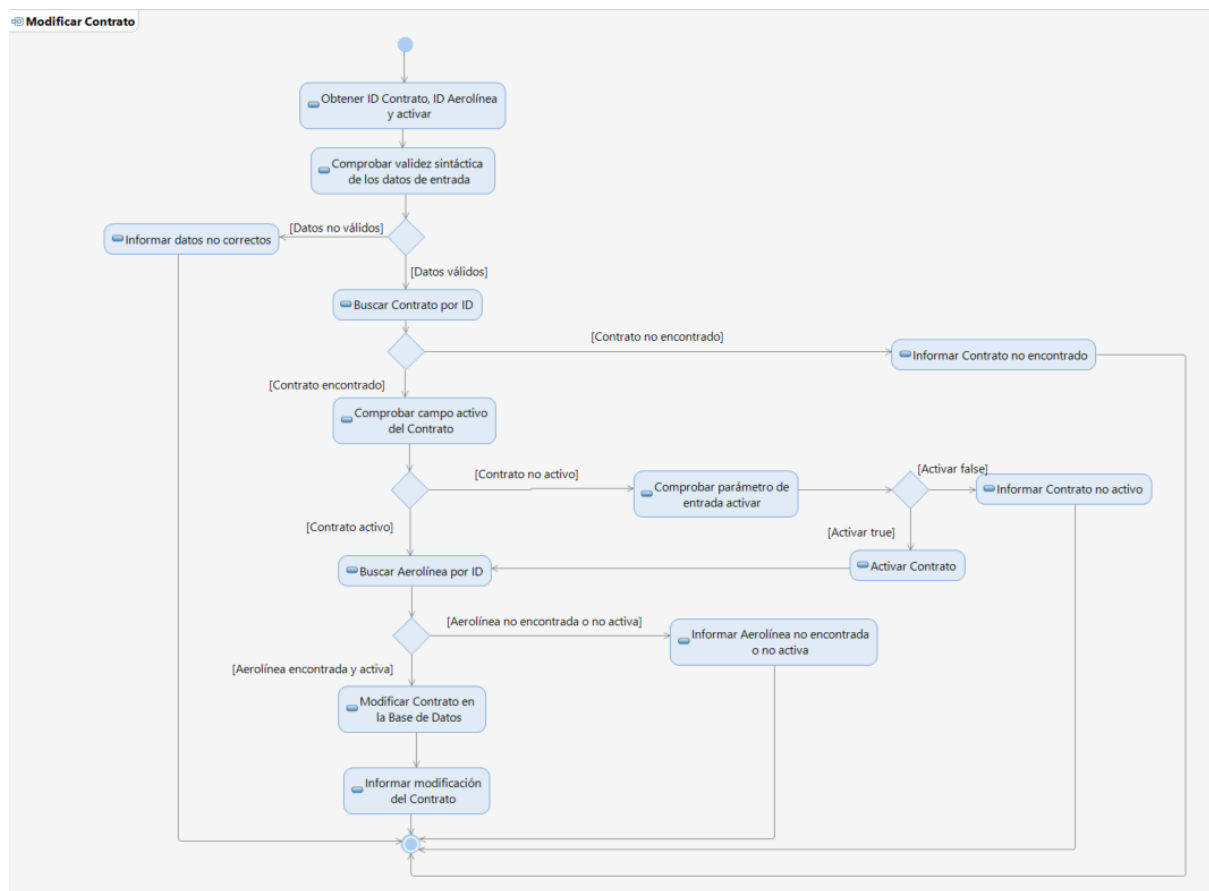 Modificar Contrato
Obtener ID Contrato, ID Aerolínea
y activar
Comprobar validez sintáctica
de los datos de entrada
[Datos no válidos]
Informar datos no correctos
[Datos válidos]
Buscar Contrato por ID
[Contrato no encontrado]
Informar Contrato no encontrado
[Contrato encontrado]
Comprobar campo activo
del Contrato
[Contrato no activo]
Comprobar parámetro de
entrada activar
[Activar false]
Informar Contrato no activo
[Contrato activo]
[Activar true]
Activar Contrato
Buscar Aerolínea por ID
[Aerolínea no encontrada o no activa]
Informar Aerolínea no encontrada
o no activa
[Aerolínea encontrada y activa]
Modificar Contrato en
la Base de Datos
Informar modificación
del Contrato